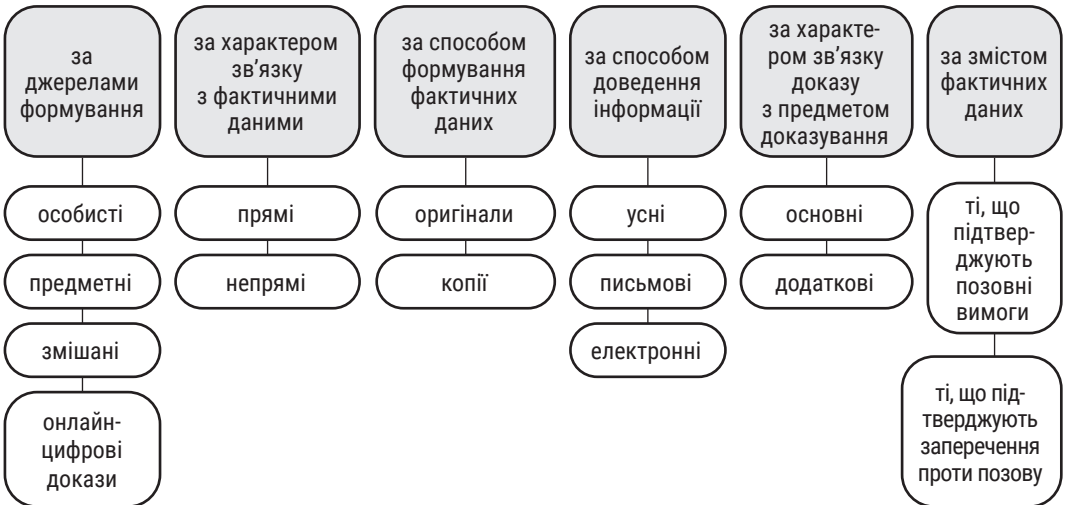 за
джерелами
формування
особисті
предметні
змішані
онлайн-
цифрові
докази
за характером
зв’язку
з фактичними
даними
прямі
непрямі
за способом
формування
фактичних
даних
оригінали
копії
за способом
доведення
інформації
усні
письмові
електронні
за характе-
ром зв’язку
доказу
з предметом
доказування
основні
додаткові
за змістом
фактичних
даних
ті, що
підтвер-
джують
позовні
вимоги
ті, що під-
тверджують
заперечення
проти позову